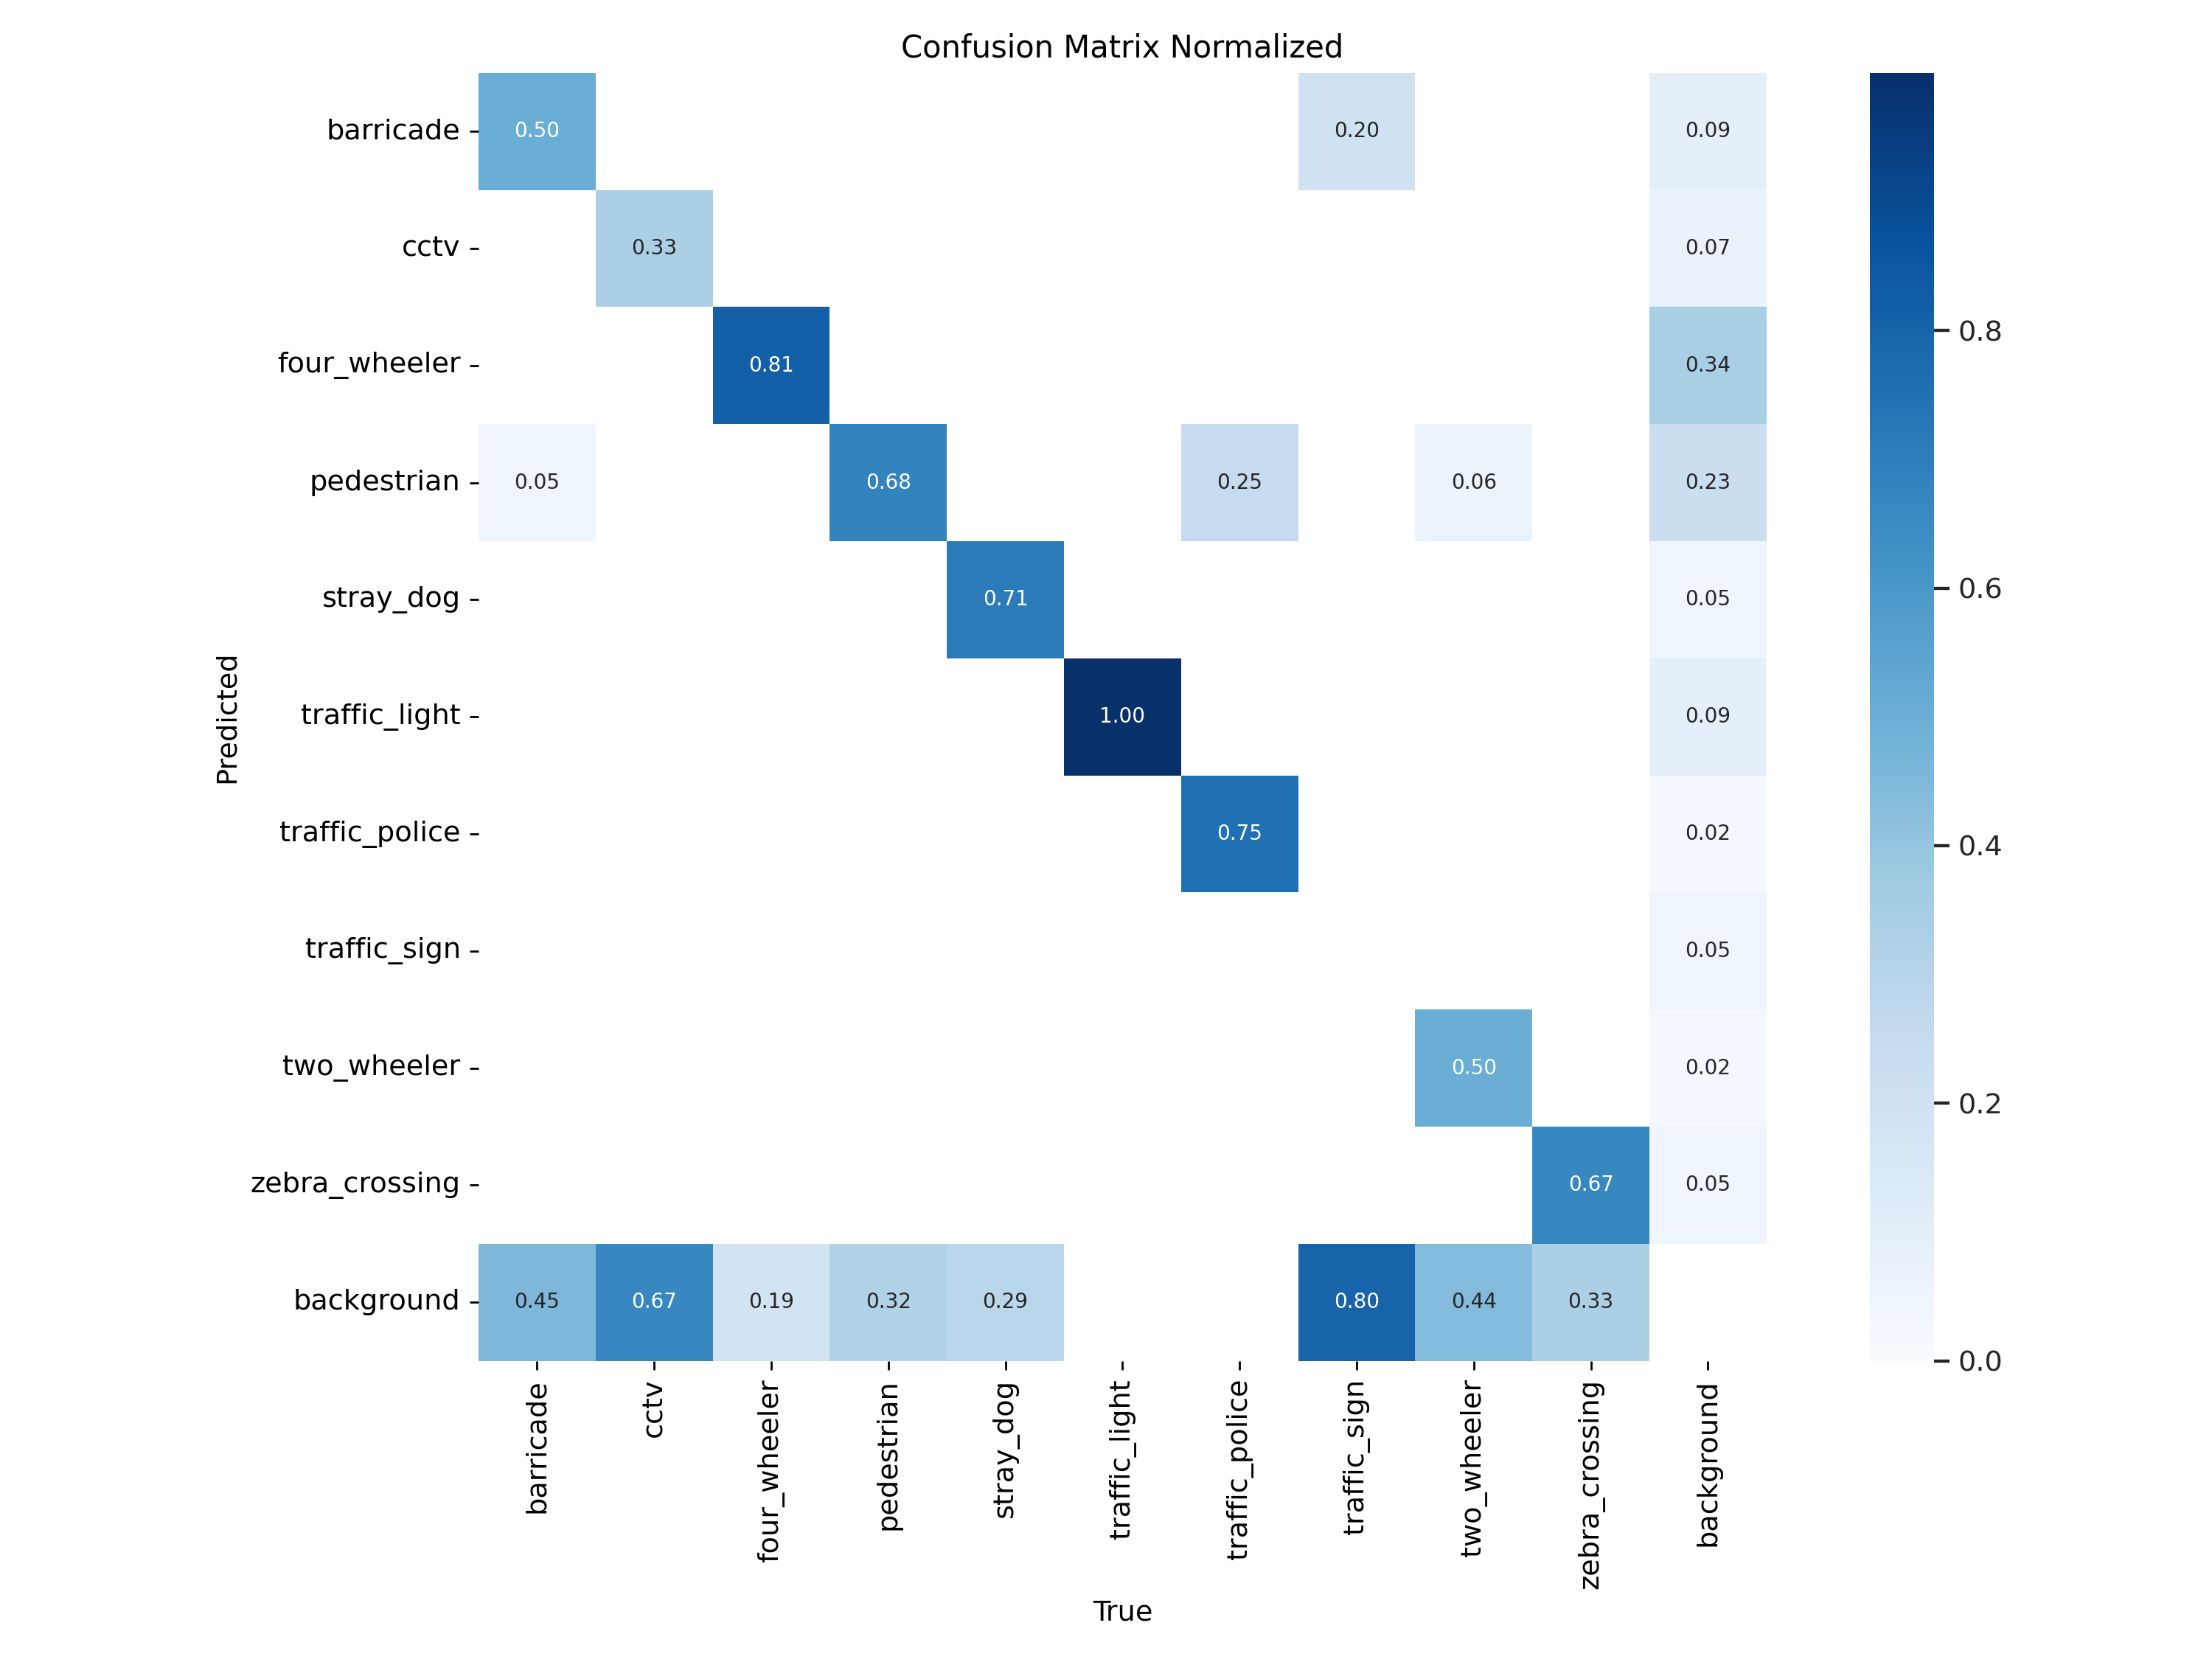 Confusion Matrix Normalized
barricade 0.50 0.20 0.09
cctv 0.33 0.07
four_wheeler 0.81 0.34
0.8
pedestrian 0.05 0.68 0.25 0.06 0.23
stray_dog 0.71 0.05
0.6
traffic_light 1.00 0.09
Predicted
traffic_police 0.75 0.02
0.4
traffic_sign 0.05
two_wheeler 0.50 0.02
0.2
zebra_crossing 0.67 0.05
background 0.45 0.67 0.19 0.32 0.29 0.80 0.44 0.33
0.0
barricade
cctv
four_wheeler
pedestrian
stray_dog
traffic_light
traffic_police
traffic_sign
two_wheeler
zebra_crossing
background
True